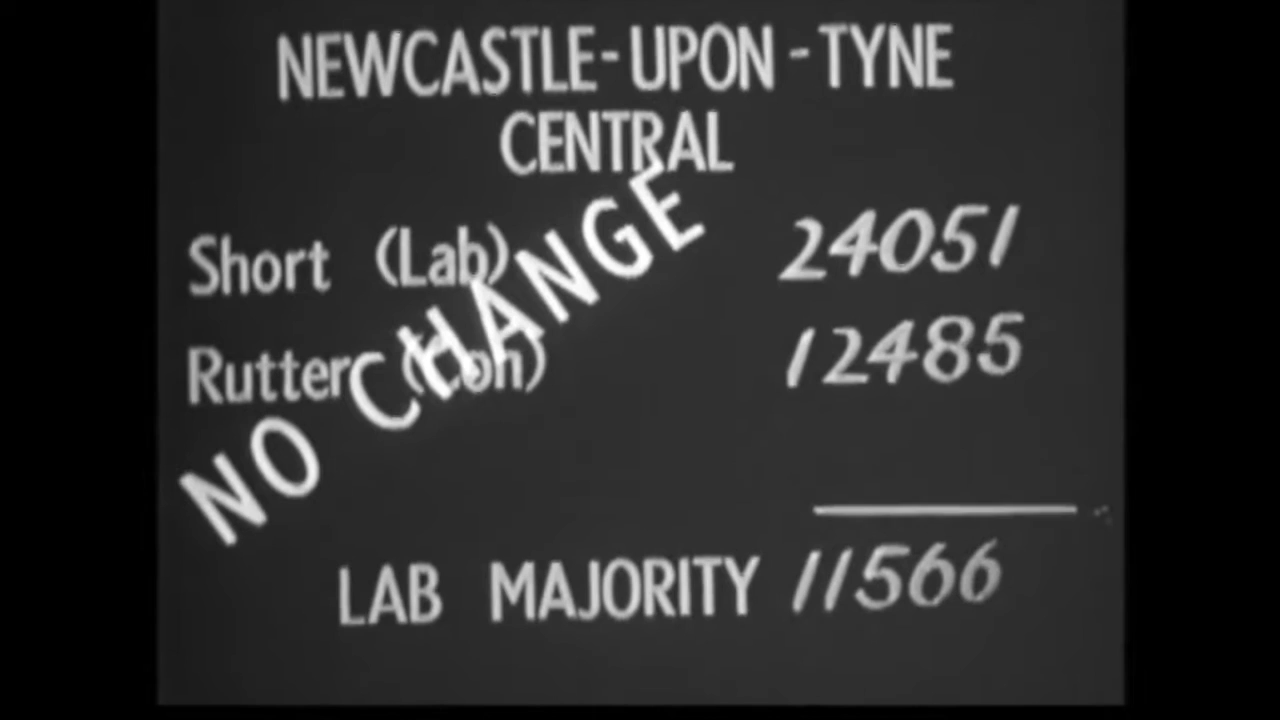 NEWCASTLE-UPON-TYNE
CENTRAL
Short (Lab) 24051
Rutter (Con) 12485
NO CHANGE
LAB MAJORITY 11566